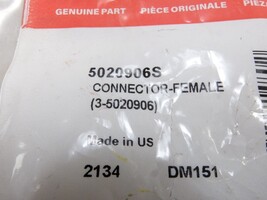 GENUINE PART PIÈCE ORIGINALE
5020906S
CONNECTOR-FEMALE
(3-5020906)
Made in US
2134 DM151